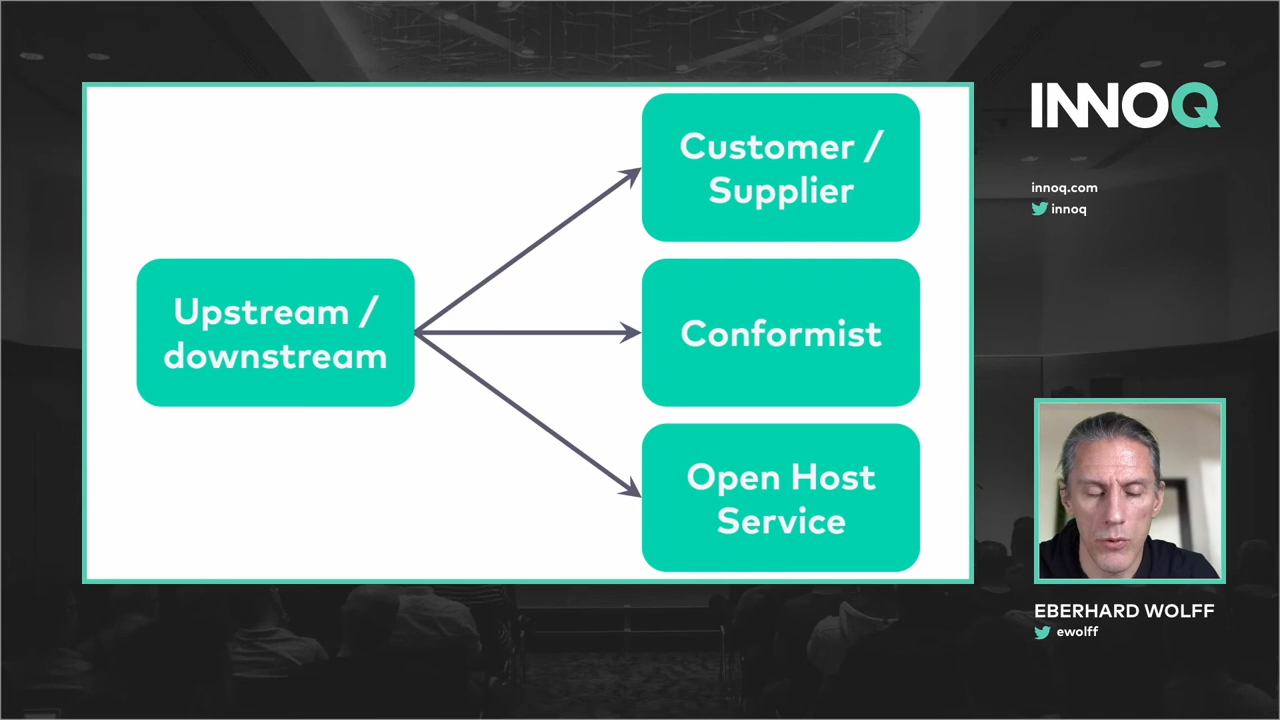 Customer /
Supplier
Upstream /
downstream
Conformist
Open Host
Service
INNOQ
innoq.com
innoq
EBERHARD WOLFF
ewolff